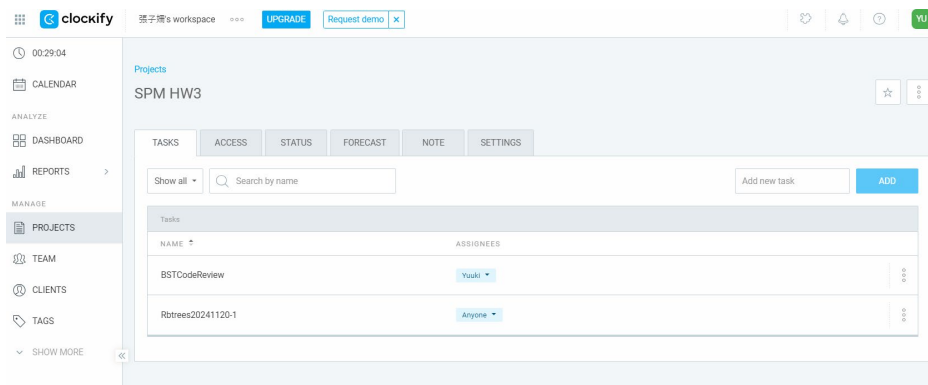 clockify
張子嫣's workspace
UPGRADE
Request demo
YU
00:29:04
CALENDAR
ANALYZE
DASHBOARD
REPORTS
MANAGE
PROJECTS
TEAM
CLIENTS
TAGS
SHOW MORE
Projects
SPM HW3
TASKS ACCESS STATUS FORECAST NOTE SETTINGS
Show all Search by name Add new task ADD
Tasks
NAME ASSIGNEES
BSTCodeReview Yuuki
Rbtrees20241120-1 Anyone